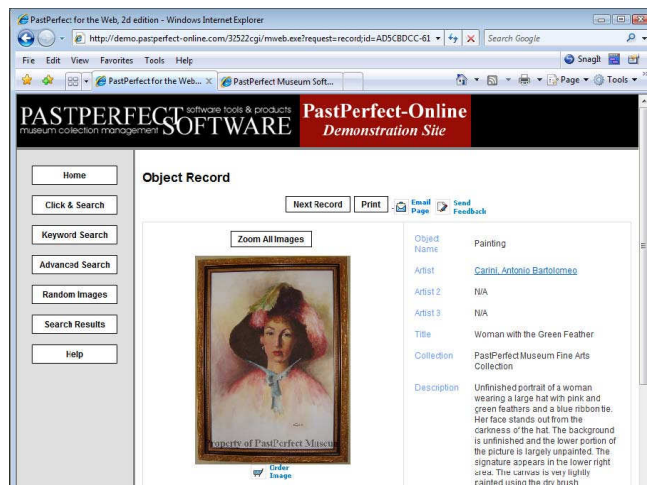 PastPerfect for the Web, 2d edition - Windows Internet Explorer
http://demo.pastperfect-online.com/32522cgi/mweb.exe?request=record;id=AD5CBDCC-61
Search Google
File Edit View Favorites Tools Help
SnagIt
PastPerfect for the Web... PastPerfect Museum Soft...
Page Tools
PASTPERFECT software tools & products
museum collection management SOFTWARE
PastPerfect-Online
Demonstration Site
Home
Click & Search
Keyword Search
Advanced Search
Random Images
Search Results
Help
Object Record
Next Record Print Email Page Send Feedback
Zoom All Images
Property of PastPerfect Museum
Order Image
Object Name Painting
Artist Carini, Antonio Bartolomeo
Artist 2 N/A
Artist 3 N/A
Title Woman with the Green Feather
Collection PastPerfect Museum Fine Arts
Collection
Description Unfinished portrait of a woman
wearing a large hat with pink and
green feathers and a blue ribbon tie.
Her face stands out from the
darkness of the hat. The background
is unfinished and the lower portion of
the picture is largely unpainted. The
signature appears in the lower right
area. The canvas is very lightly
painted using the dry brush